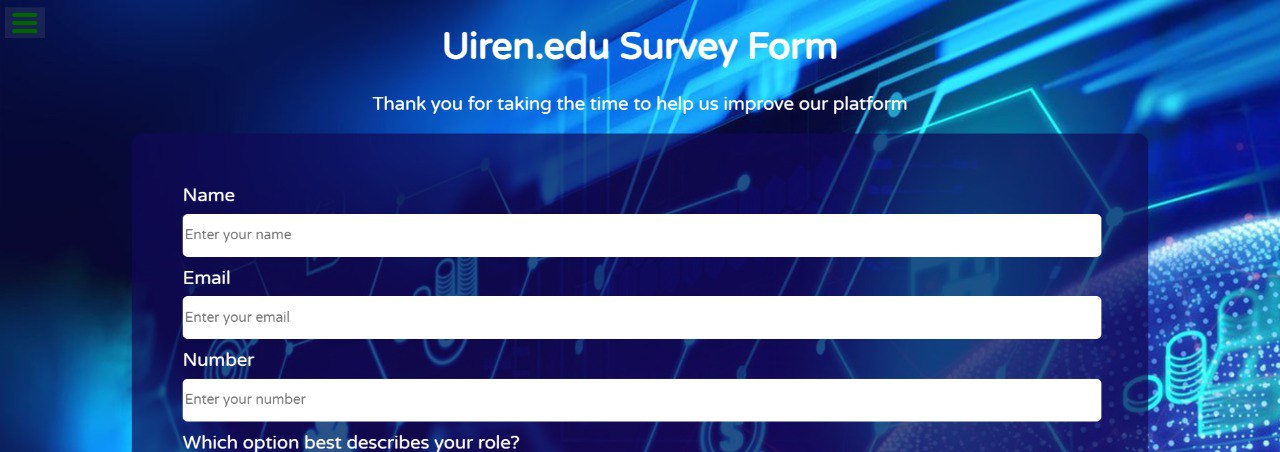 Uiren.edu Survey Form
Thank you for taking the time to help us improve our platform
Name
Enter your name
Email
Enter your email
Number
Enter your number
Which option best describes your role?